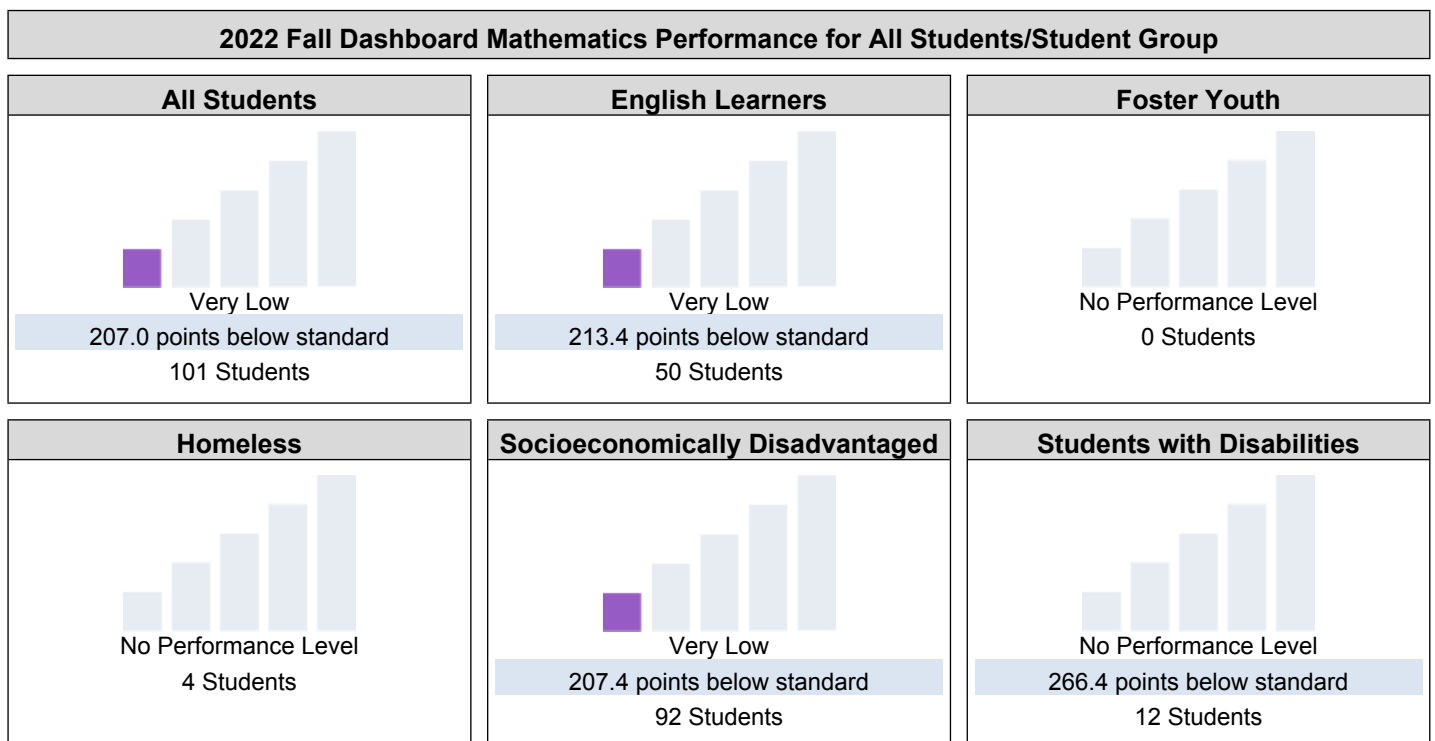 2022 Fall Dashboard Mathematics Performance for All Students/Student Group
All Students
Very Low
207.0 points below standard
101 Students
English Learners
Very Low
213.4 points below standard
50 Students
Foster Youth
No Performance Level
0 Students
Homeless
No Performance Level
4 Students
Socioeconomically Disadvantaged
Very Low
207.4 points below standard
92 Students
Students with Disabilities
No Performance Level
266.4 points below standard
12 Students